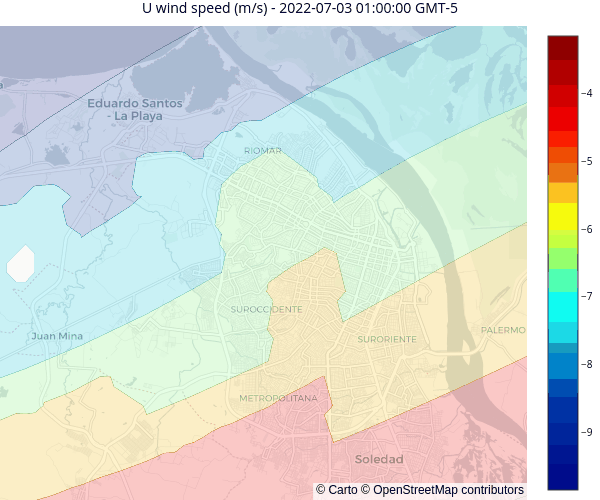 U wind speed (m/s) - 2022-07-03 01:00:00 GMT-5
Eduardo Santos
- La Playa
RIOMAR
SUROCCIDENTE
Juan Mina
SURORIENTE
PALERMO
METROPOLITANA
Soledad
© Carto © OpenStreetMap contributors
−4
−5
−6
−7
−8
−9